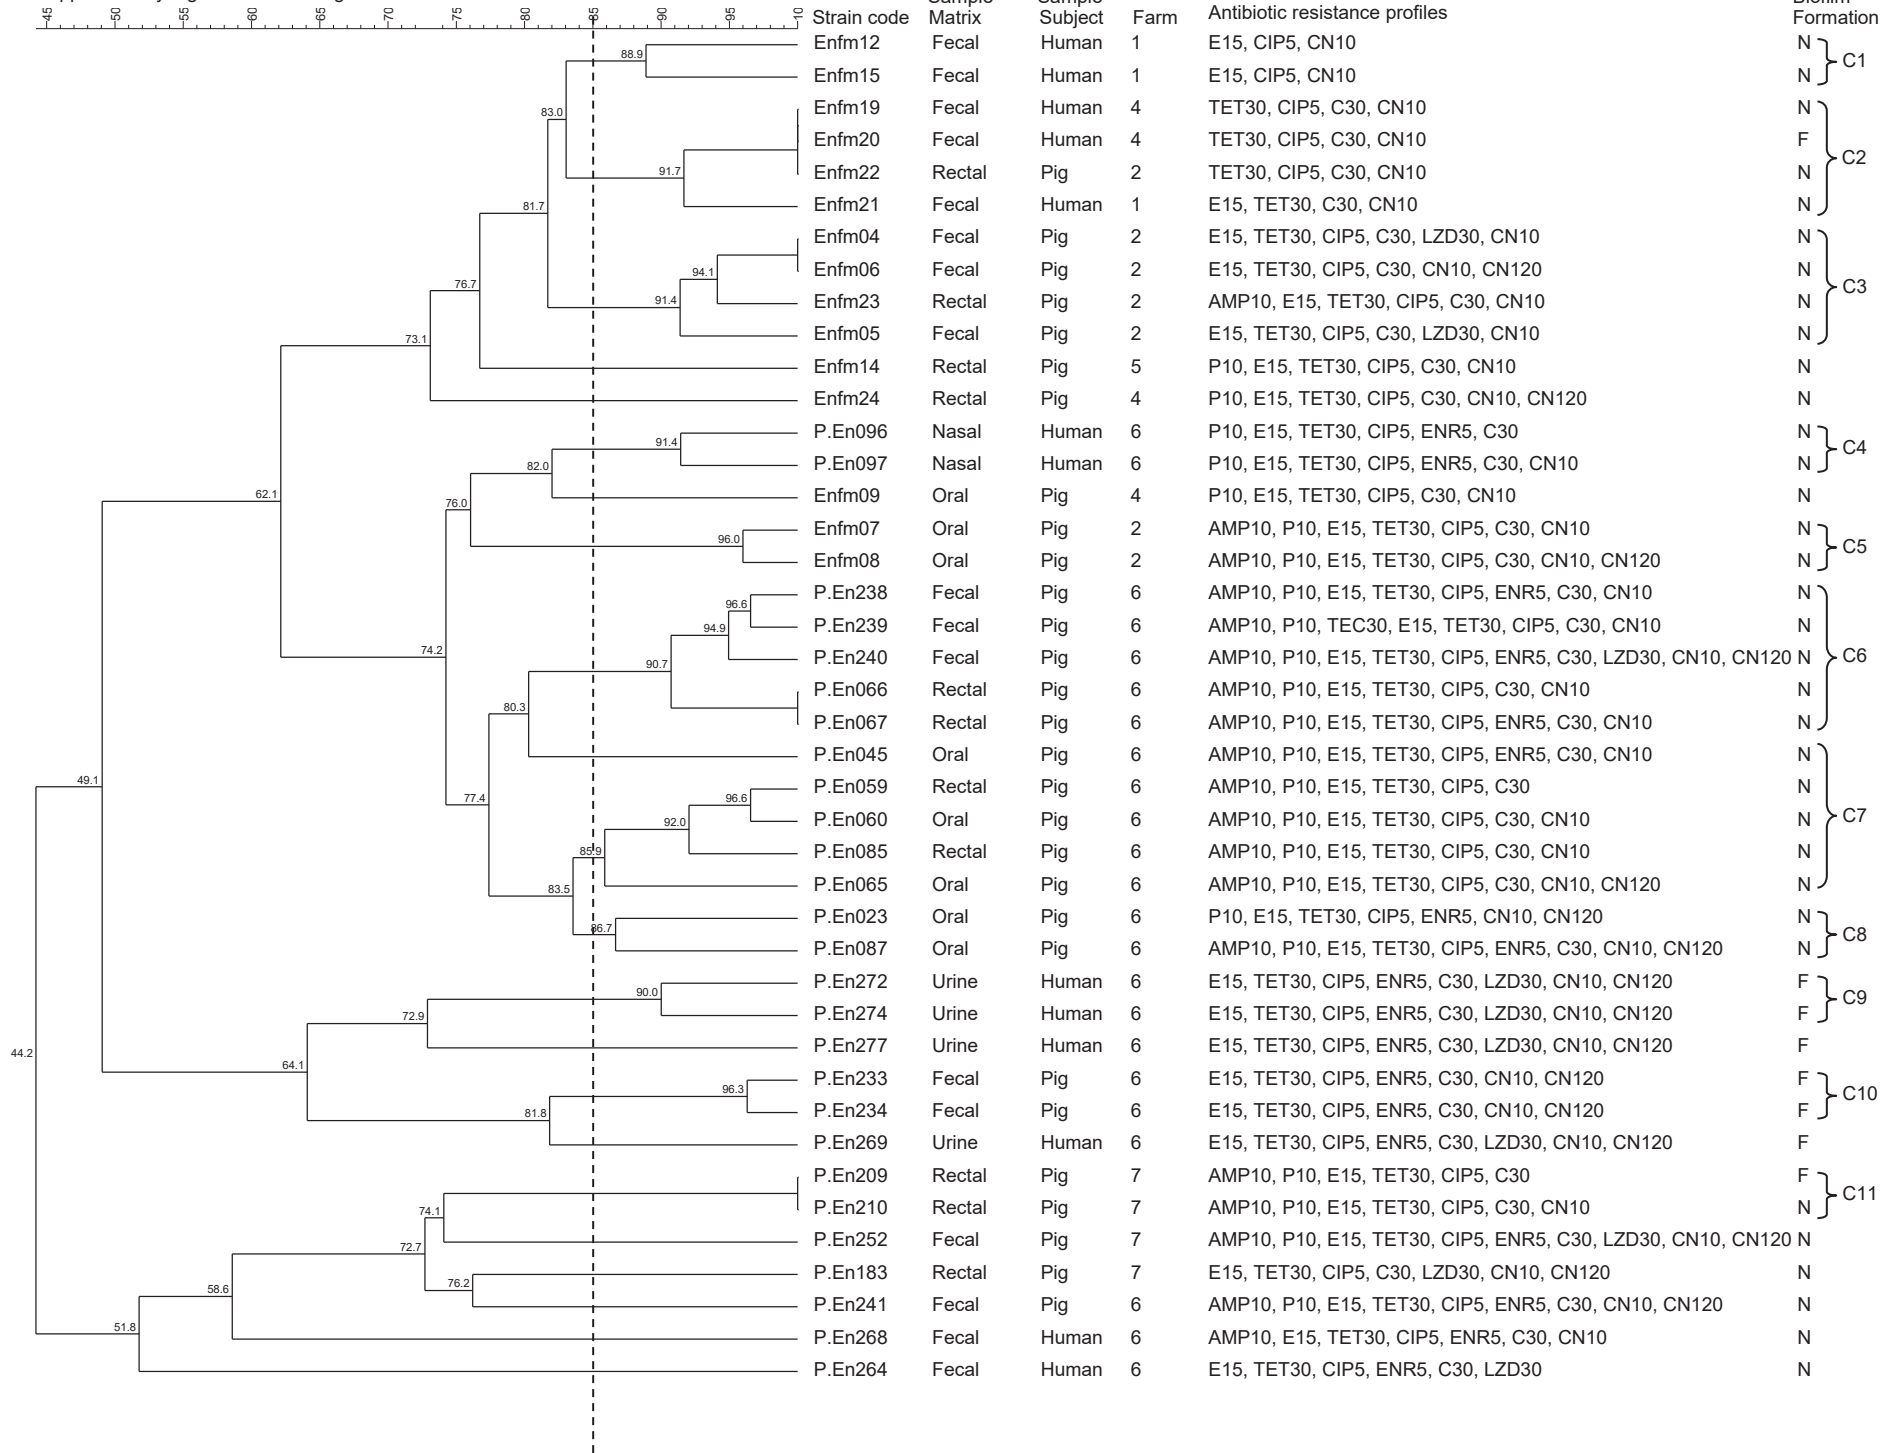 45 50 55 60 65 70 75 80 85 90 95 10
Strain code Matrix Subject Farm Antibiotic resistance profiles Formation
Enfm12 Fecal Human 1 E15, CIP5, CN10 N
88.9 C1
Enfm15 Fecal Human 1 E15, CIP5, CN10 N
Enfm19 Fecal Human 4 TET30, CIP5, C30, CN10 N
83.0
Enfm20 Fecal Human 4 TET30, CIP5, C30, CN10 F
C2
Enfm22 Rectal Pig 2 TET30, CIP5, C30, CN10 N
91.7
Enfm21 Fecal Human 1 E15, TET30, C30, CN10 N
81.7
Enfm04 Fecal Pig 2 E15, TET30, CIP5, C30, LZD30, CN10 N
Enfm06 Fecal Pig 2 E15, TET30, CIP5, C30, CN10, CN120 N
94.1
76.7 C3
Enfm23 Rectal Pig 2 AMP10, E15, TET30, CIP5, C30, CN10 N
91.4
Enfm05 Fecal Pig 2 E15, TET30, CIP5, C30, LZD30, CN10 N
73.1
Enfm14 Rectal Pig 5 P10, E15, TET30, CIP5, C30, CN10 N
Enfm24 Rectal Pig 4 P10, E15, TET30, CIP5, C30, CN10, CN120 N
P.En096 Nasal Human 6 P10, E15, TET30, CIP5, ENR5, C30 N
91.4 C4
P.En097 Nasal Human 6 P10, E15, TET30, CIP5, ENR5, C30, CN10 N
82.0
Enfm09 Oral Pig 4 P10, E15, TET30, CIP5, C30, CN10 N
62.1
76.0
Enfm07 Oral Pig 2 AMP10, P10, E15, TET30, CIP5, C30, CN10 N
96.0 C5
Enfm08 Oral Pig 2 AMP10, P10, E15, TET30, CIP5, C30, CN10, CN120 N
P.En238 Fecal Pig 6 AMP10, P10, E15, TET30, CIP5, ENR5, C30, CN10 N
96.6
P.En239 Fecal Pig 6 AMP10, P10, TEC30, E15, TET30, CIP5, C30, CN10 N
94.9
74.2
P.En240 Fecal Pig 6 AMP10, P10, E15, TET30, CIP5, ENR5, C30, LZD30, CN10, CN120 N
C6
90.7
P.En066 Rectal Pig 6 AMP10, P10, E15, TET30, CIP5, C30, CN10 N
80.3
P.En067 Rectal Pig 6 AMP10, P10, E15, TET30, CIP5, ENR5, C30, CN10 N
P.En045 Oral Pig 6 AMP10, P10, E15, TET30, CIP5, ENR5, C30, CN10 N
49.1
P.En059 Rectal Pig 6 AMP10, P10, E15, TET30, CIP5, C30 N
77.4 96.6
C7
P.En060 Oral Pig 6 AMP10, P10, E15, TET30, CIP5, C30, CN10 N
92.0
P.En085 Rectal Pig 6 AMP10, P10, E15, TET30, CIP5, C30, CN10 N
85.9
P.En065 Oral Pig 6 AMP10, P10, E15, TET30, CIP5, C30, CN10, CN120 N
83.5
P.En023 Oral Pig 6 P10, E15, TET30, CIP5, ENR5, CN10, CN120 N
86.7 C8
P.En087 Oral Pig 6 AMP10, P10, E15, TET30, CIP5, ENR5, C30, CN10, CN120 N
P.En272 Urine Human 6 E15, TET30, CIP5, ENR5, C30, LZD30, CN10, CN120 F
90.0 C9
P.En274 Urine Human 6 E15, TET30, CIP5, ENR5, C30, LZD30, CN10, CN120 F
72.9
P.En277 Urine Human 6 E15, TET30, CIP5, ENR5, C30, LZD30, CN10, CN120 F
44.2
64.1
P.En233 Fecal Pig 6 E15, TET30, CIP5, ENR5, C30, CN10, CN120 F
96.3 C10
P.En234 Fecal Pig 6 E15, TET30, CIP5, ENR5, C30, CN10, CN120 F
81.8
P.En269 Urine Human 6 E15, TET30, CIP5, ENR5, C30, LZD30, CN10, CN120 F
P.En209 Rectal Pig 7 AMP10, P10, E15, TET30, CIP5, C30 F
C11
P.En210 Rectal Pig 7 AMP10, P10, E15, TET30, CIP5, C30, CN10 N
74.1
P.En252 Fecal Pig 7 AMP10, P10, E15, TET30, CIP5, ENR5, C30, LZD30, CN10, CN120 N
72.7
P.En183 Rectal Pig 7 E15, TET30, CIP5, C30, LZD30, CN10, CN120 N
76.2
58.6
P.En241 Fecal Pig 6 AMP10, P10, E15, TET30, CIP5, ENR5, C30, CN10, CN120 N
51.8
P.En268 Fecal Human 6 AMP10, E15, TET30, CIP5, ENR5, C30, CN10 N
P.En264 Fecal Human 6 E15, TET30, CIP5, ENR5, C30, LZD30 N